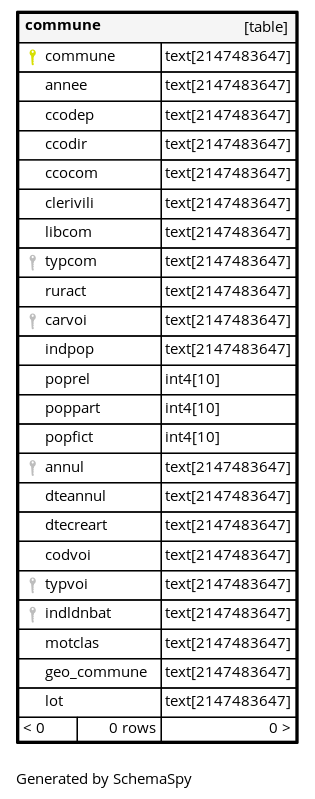 commune [table]
commune text[2147483647]
annee text[2147483647]
ccodep text[2147483647]
ccodir text[2147483647]
ccocom text[2147483647]
clerivili text[2147483647]
libcom text[2147483647]
typcom text[2147483647]
ruract text[2147483647]
carvoi text[2147483647]
indpop text[2147483647]
poprel int4[10]
poppart int4[10]
popfict int4[10]
annul text[2147483647]
dteannul text[2147483647]
dtecreart text[2147483647]
codvoi text[2147483647]
typvoi text[2147483647]
indldnbat text[2147483647]
motclas text[2147483647]
geo_commune text[2147483647]
lot text[2147483647]
< 0 0 rows 0 >
Generated by SchemaSpy